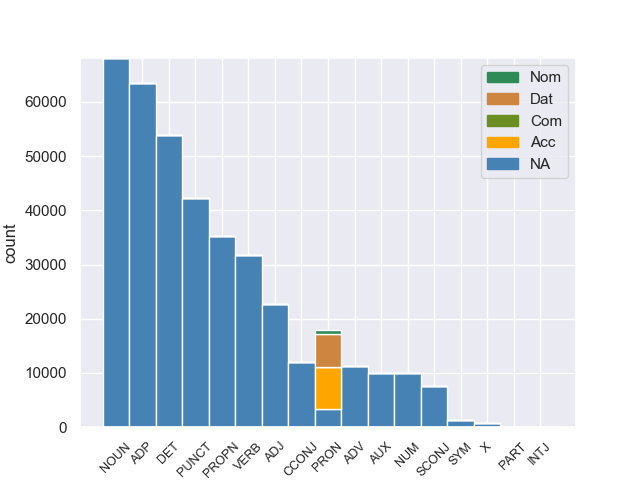 Nom
Dat
Com
Acc
NA
60000
50000
40000
30000
20000
10000
0
count
NOUN
ADP
DET
PUNCT
PROPN
VERB
ADJ
CCONJ
PRON
ADV
AUX
NUM
SCONJ
SYM
X
PART
INTJ